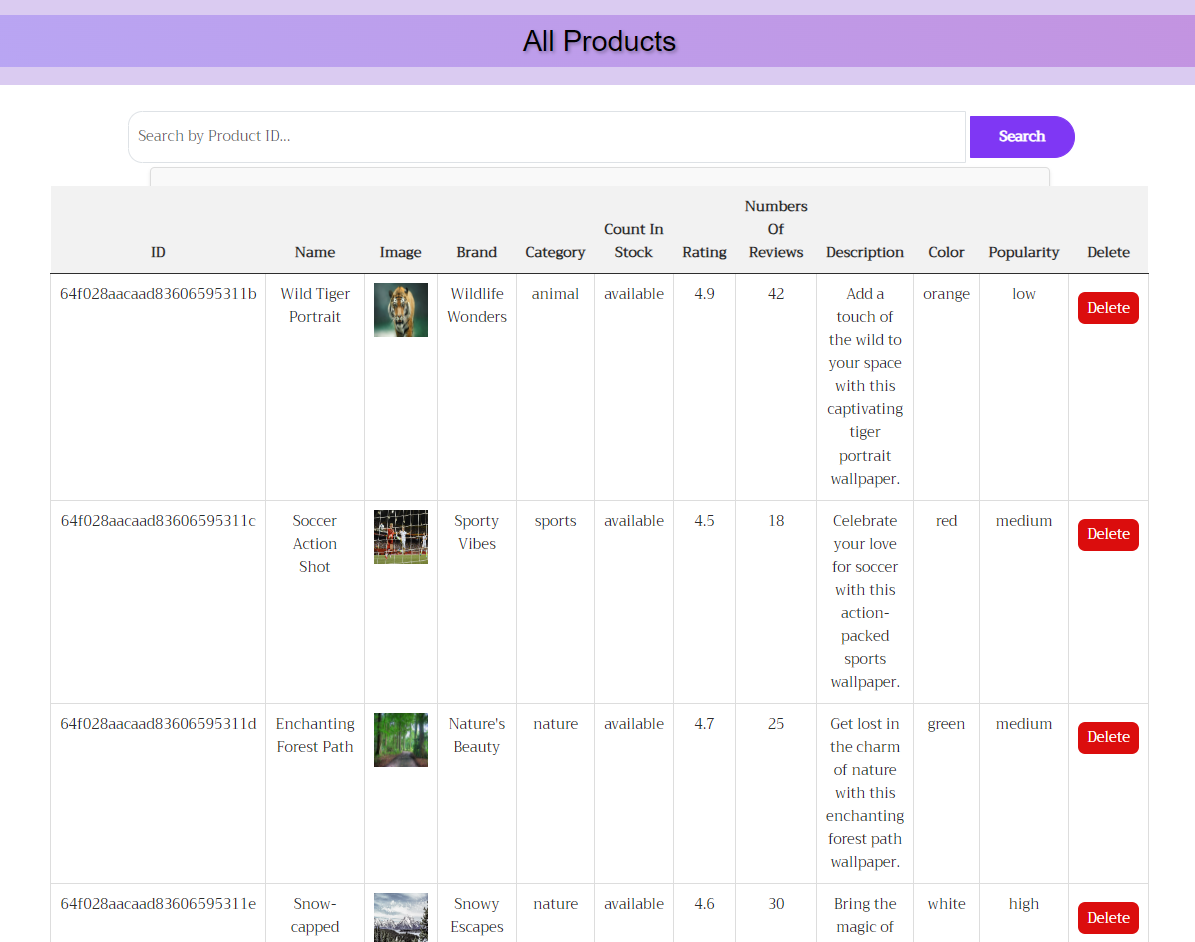 All Products
Search by Product ID...
Search
ID
Name
Image
Brand
Category
Count In
Stock
Rating
Numbers
Of
Reviews
Description
Color
Popularity
Delete
64f028aacaad83606595311b
Wild Tiger
Portrait
Wildlife
Wonders
animal
available
4.9
42
Add a
touch of
the wild to
your space
with this
captivating
tiger
portrait
wallpaper.
orange
low
Delete
64f028aacaad83606595311c
Soccer
Action
Shot
Sporty
Vibes
sports
available
4.5
18
Celebrate
your love
for soccer
with this
action-
packed
sports
wallpaper.
red
medium
Delete
64f028aacaad83606595311d
Enchanting
Forest Path
Nature's
Beauty
nature
available
4.7
25
Get lost in
the charm
of nature
with this
enchanting
forest path
wallpaper.
green
medium
Delete
64f028aacaad83606595311e
Snow-
capped
Snowy
Escapes
nature
available
4.6
30
Bring the
magic of
white
high
Delete